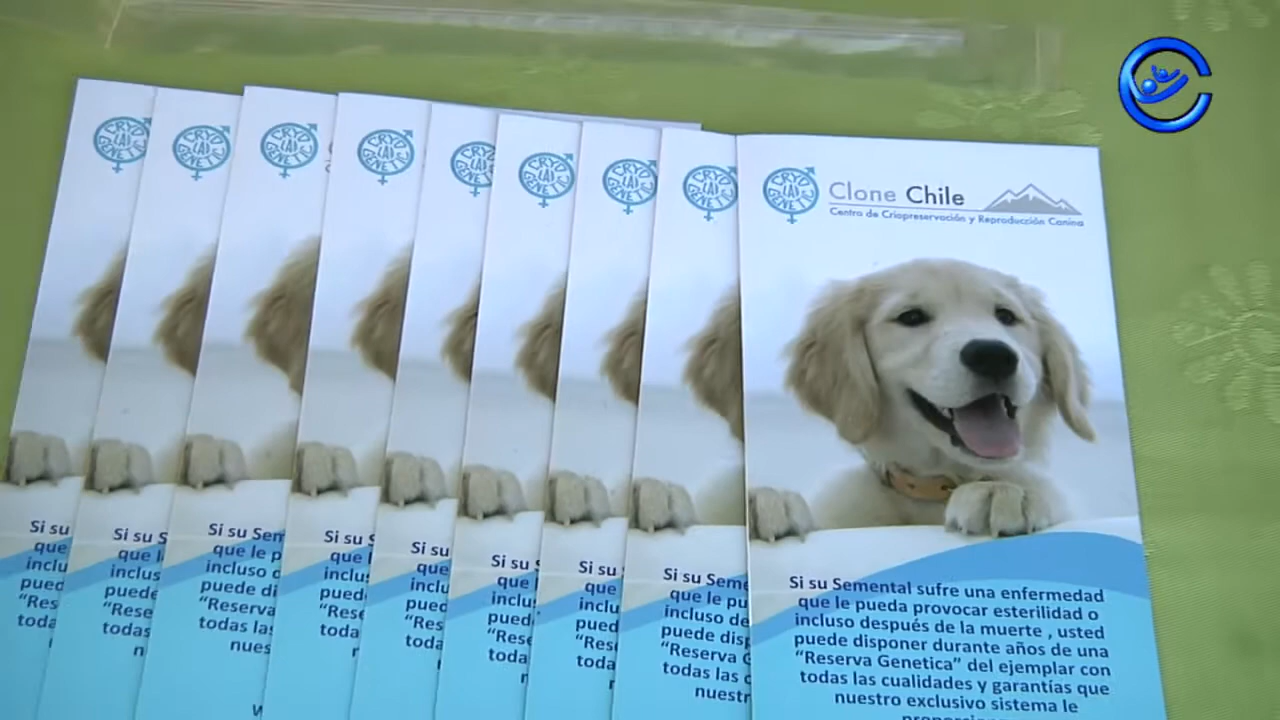 CRYO
LAB
GENETIC
Clone Chile
Centro de Criopreservación y Reproducción Canina
Si su Semental sufre una enfermedad
que le pueda provocar esterilidad o
incluso después de la muerte , usted
puede disponer durante años de una
“Reserva Genetica” del ejemplar con
todas las cualidades y garantías que
nuestro exclusivo sistema le